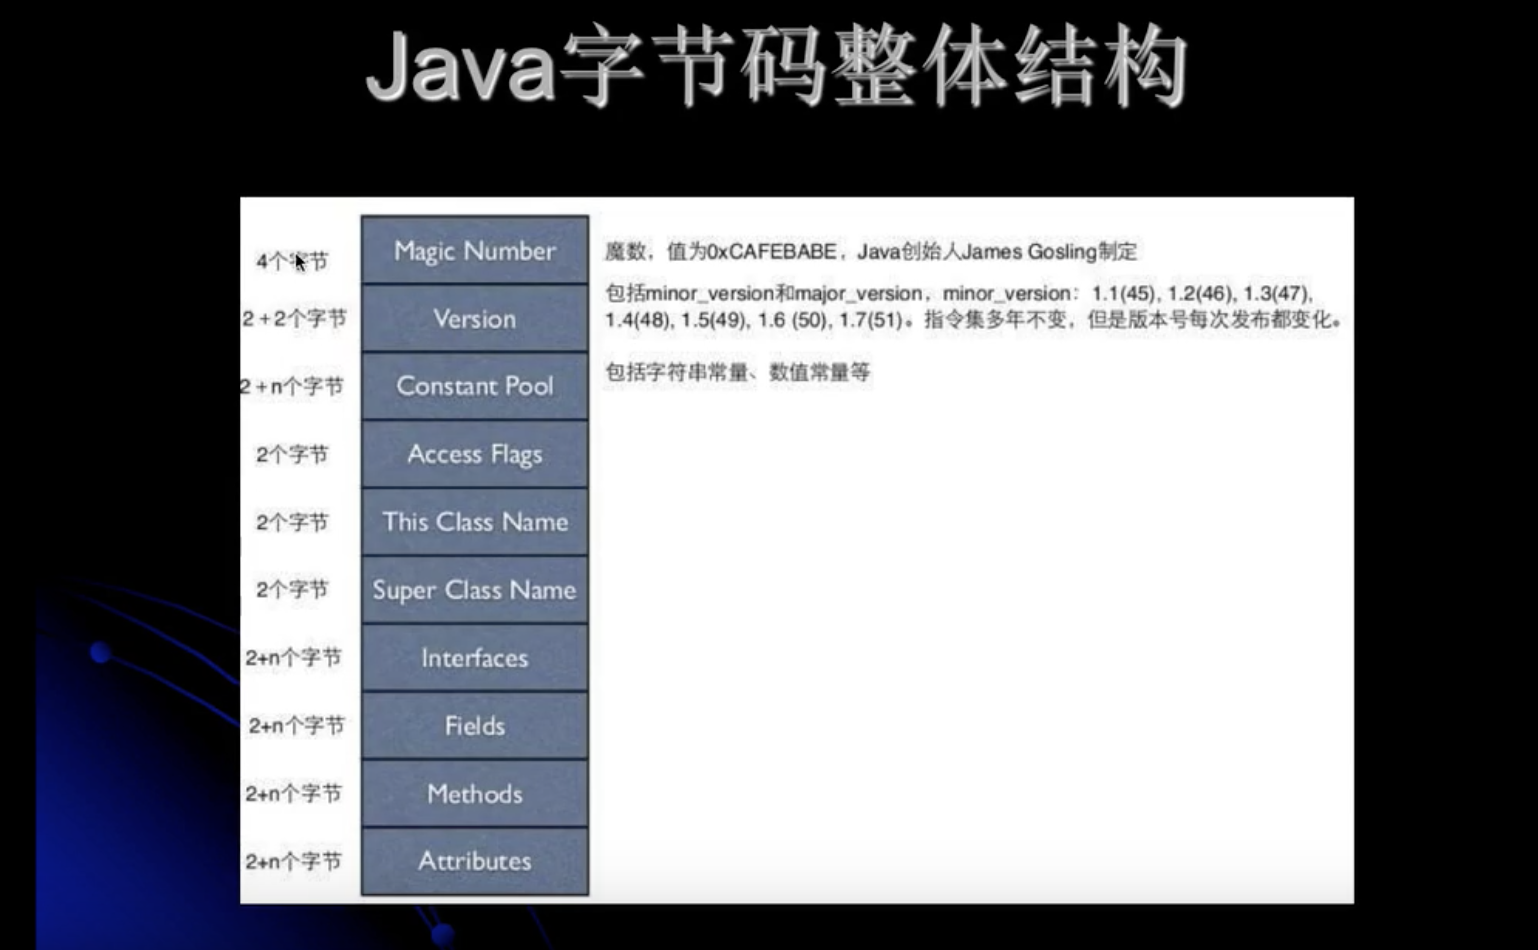 Java字节码整体结构
4个字节
Magic Number
魔数，值为0xCAFEBABE，Java创始人James Gosling制定
2+2个字节
Version
包括minor_version和major_version，minor_version：1.1(45), 1.2(46), 1.3(47),
1.4(48), 1.5(49), 1.6 (50), 1.7(51)。指令集多年不变，但是版本号每次发布都变化。
2+n个字节
Constant Pool
包括字符串常量、数值常量等
2个字节
Access Flags
2个字节
This Class Name
2个字节
Super Class Name
2+n个字节
Interfaces
2+n个字节
Fields
2+n个字节
Methods
2+n个字节
Attributes